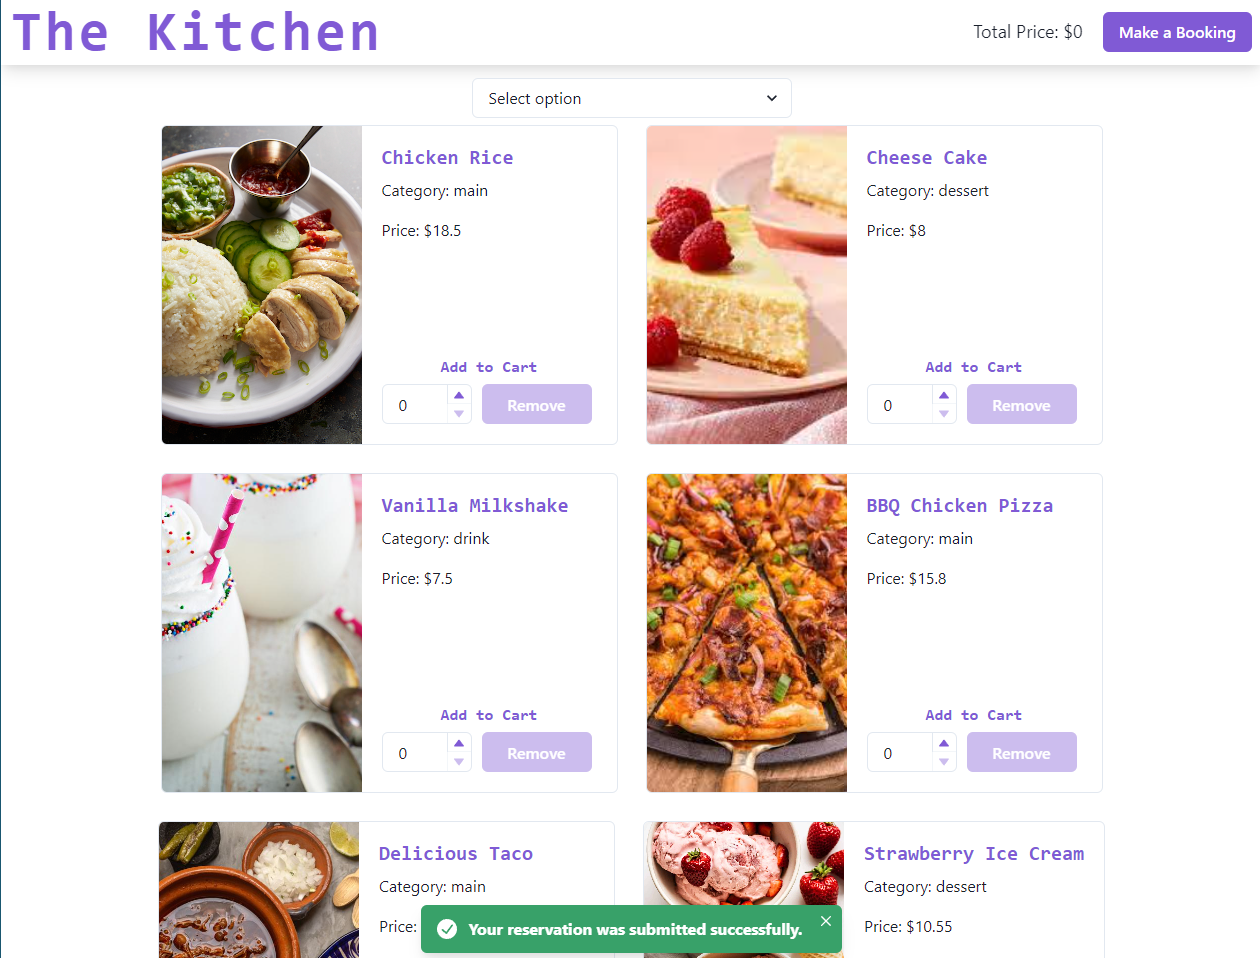 The Kitchen
Total Price: $0
Make a Booking
Select option
Chicken Rice
Category: main
Price: $18.5
Add to Cart
0
Remove
Cheese Cake
Category: dessert
Price: $8
Add to Cart
0
Remove
Vanilla Milkshake
Category: drink
Price: $7.5
Add to Cart
0
Remove
BBQ Chicken Pizza
Category: main
Price: $15.8
Add to Cart
0
Remove
Delicious Taco
Category: main
Price:
Strawberry Ice Cream
Category: dessert
Price: $10.55
Your reservation was submitted successfully.